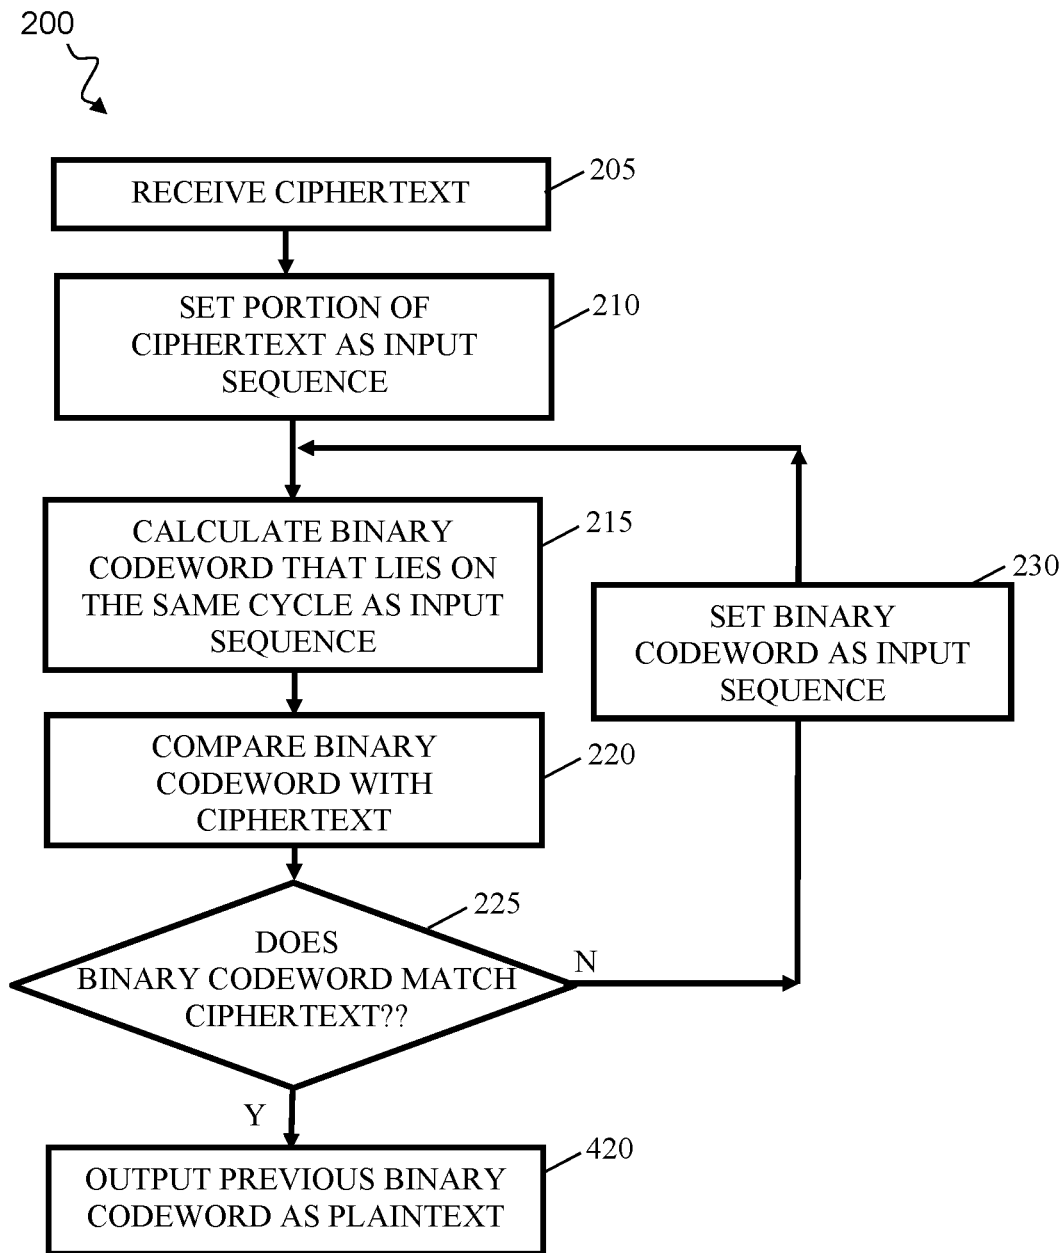 200
RECEIVE CIPHERTEXT
205
SET PORTION OF
CIPHERTEXT AS INPUT
SEQUENCE
210
CALCULATE BINARY
CODEWORD THAT LIES ON
THE SAME CYCLE AS INPUT
SEQUENCE
215
230
SET BINARY
CODEWORD AS INPUT
SEQUENCE
COMPARE BINARY
CODEWORD WITH
CIPHERTEXT
220
225
DOES
BINARY CODEWORD MATCH
CIPHERTEXT??
N
Y
OUTPUT PREVIOUS BINARY
CODEWORD AS PLAINTEXT
420